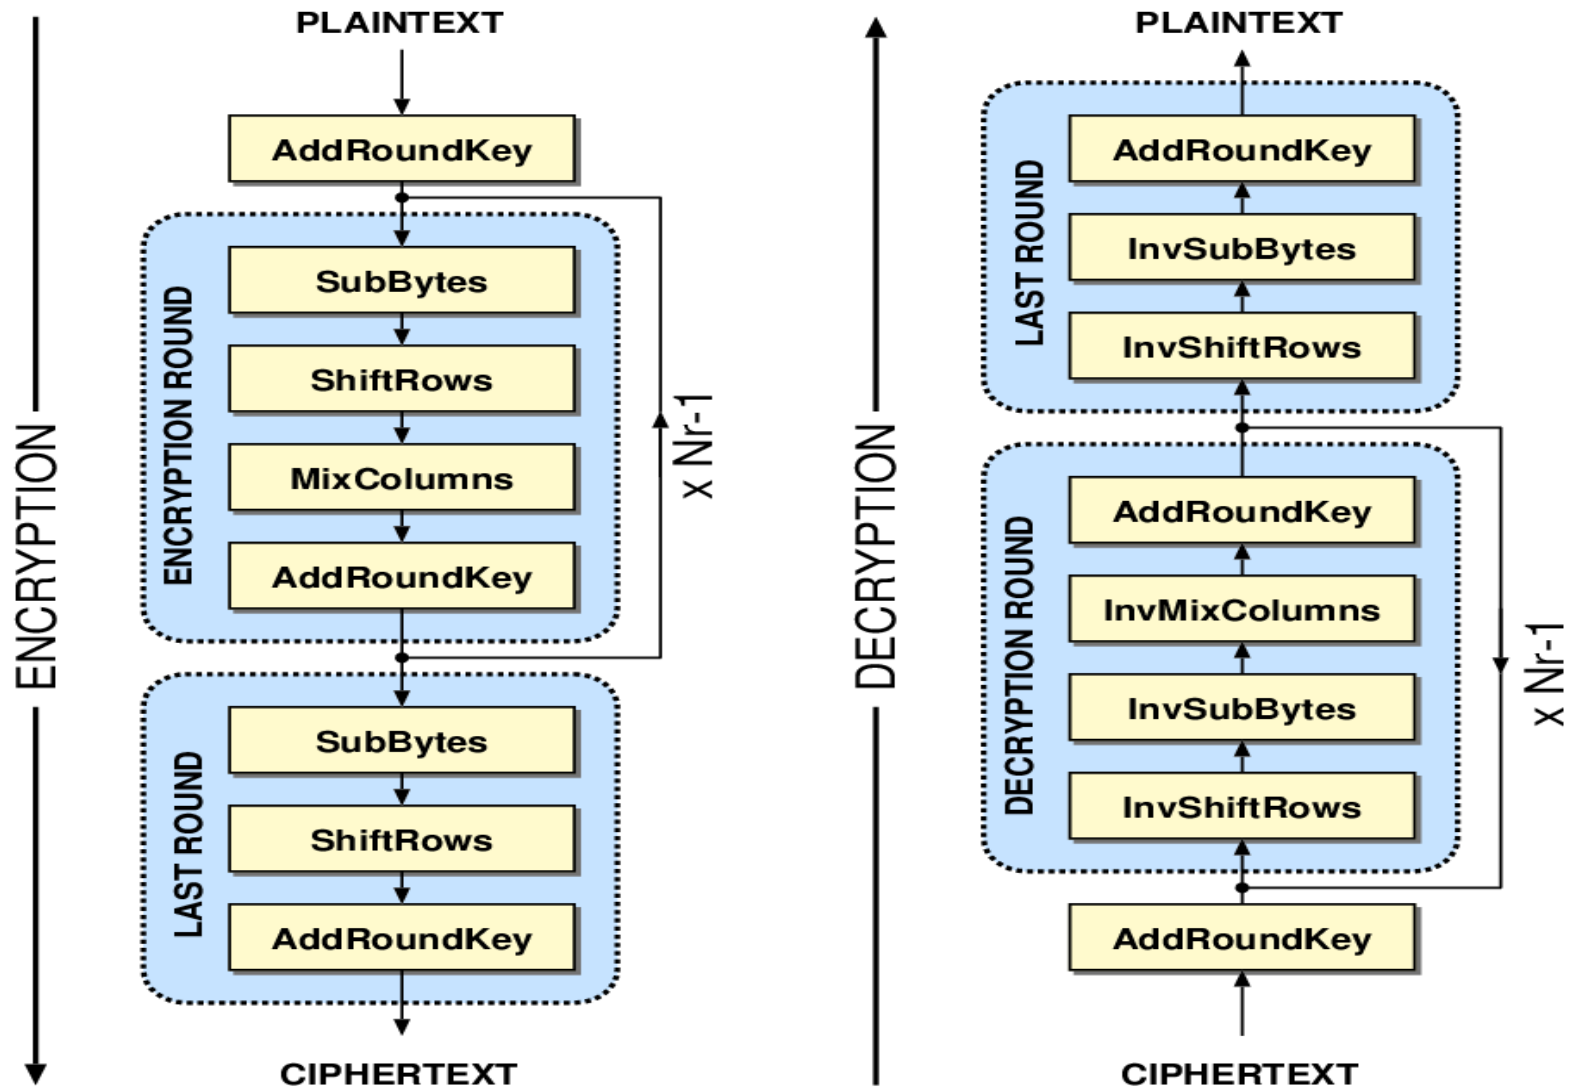 PLAINTEXT
AddRoundKey
SubBytes
ShiftRows
MixColumns
AddRoundKey
ENCRYPTION ROUND
x Nr-1
SubBytes
ShiftRows
AddRoundKey
LAST ROUND
CIPHERTEXT
ENCRYPTION
PLAINTEXT
AddRoundKey
InvSubBytes
InvShiftRows
LAST ROUND
AddRoundKey
InvMixColumns
InvSubBytes
InvShiftRows
DECRYPTION ROUND
x Nr-1
AddRoundKey
CIPHERTEXT
DECRYPTION